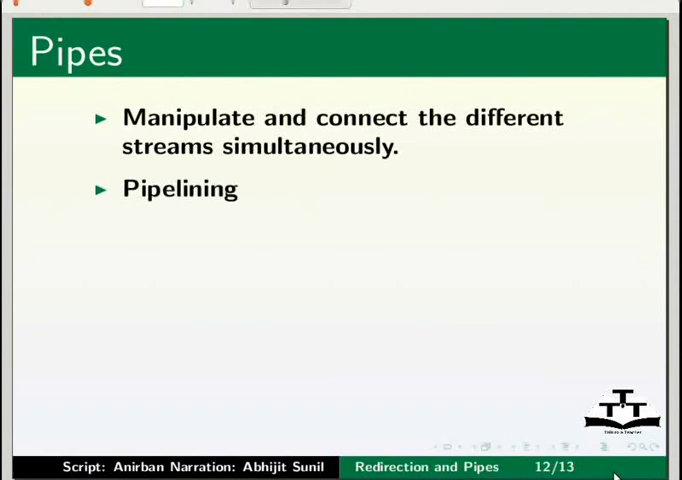 Pipes
Manipulate and connect the different
streams simultaneously.
Pipelining
Script: Anirban Narration: Abhijit Sunil Redirection and Pipes 12/13